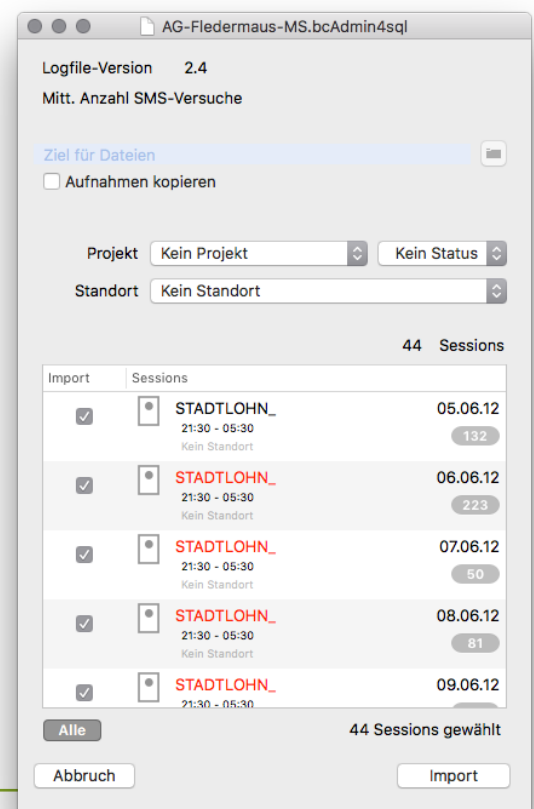 AG-Fledermaus-MS.bcAdmin4sql
Logfile-Version 2.4
Mitt. Anzahl SMS-Versuche
Ziel für Dateien
Aufnahmen kopieren
Projekt Kein Projekt Kein Status
Standort Kein Standort
44 Sessions
Import Sessions
STADTLOHN_ 05.06.12
21:30 - 05:30
132
Kein Standort
STADTLOHN_ 06.06.12
21:30 - 05:30
223
Kein Standort
STADTLOHN_ 07.06.12
21:30 - 05:30
50
Kein Standort
STADTLOHN_ 08.06.12
21:30 - 05:30
81
Kein Standort
STADTLOHN_ 09.06.12
21:30 - 05:30
Alle 44 Sessions gewählt
Abbruch Import